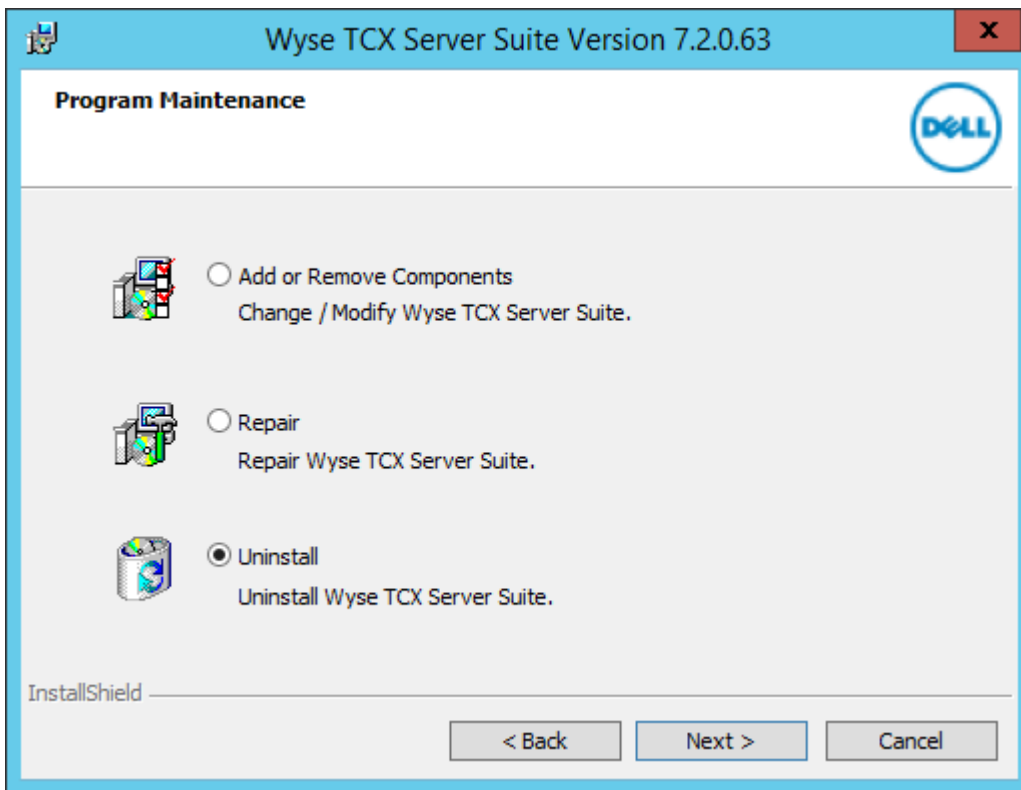 Wyse TCX Server Suite Version 7.2.0.63
x
Program Maintenance
DELL
Add or Remove Components
Change / Modify Wyse TCX Server Suite.
Repair
Repair Wyse TCX Server Suite.
Uninstall
Uninstall Wyse TCX Server Suite.
InstallShield
< Back
Next >
Cancel